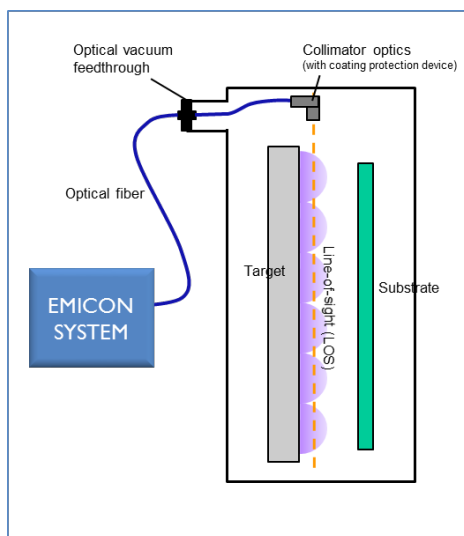 Optical vacuum
feedthrough
Collimator optics
(with coating protection device)
Optical fiber
Target
Line-of-sight (LOS)
Substrate
EMICON
SYSTEM